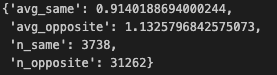 {'avg_same': 0.9140188694000244,
'avg_opposite': 1.1325796842575073,
'n_same': 3738,
'n_opposite': 31262}